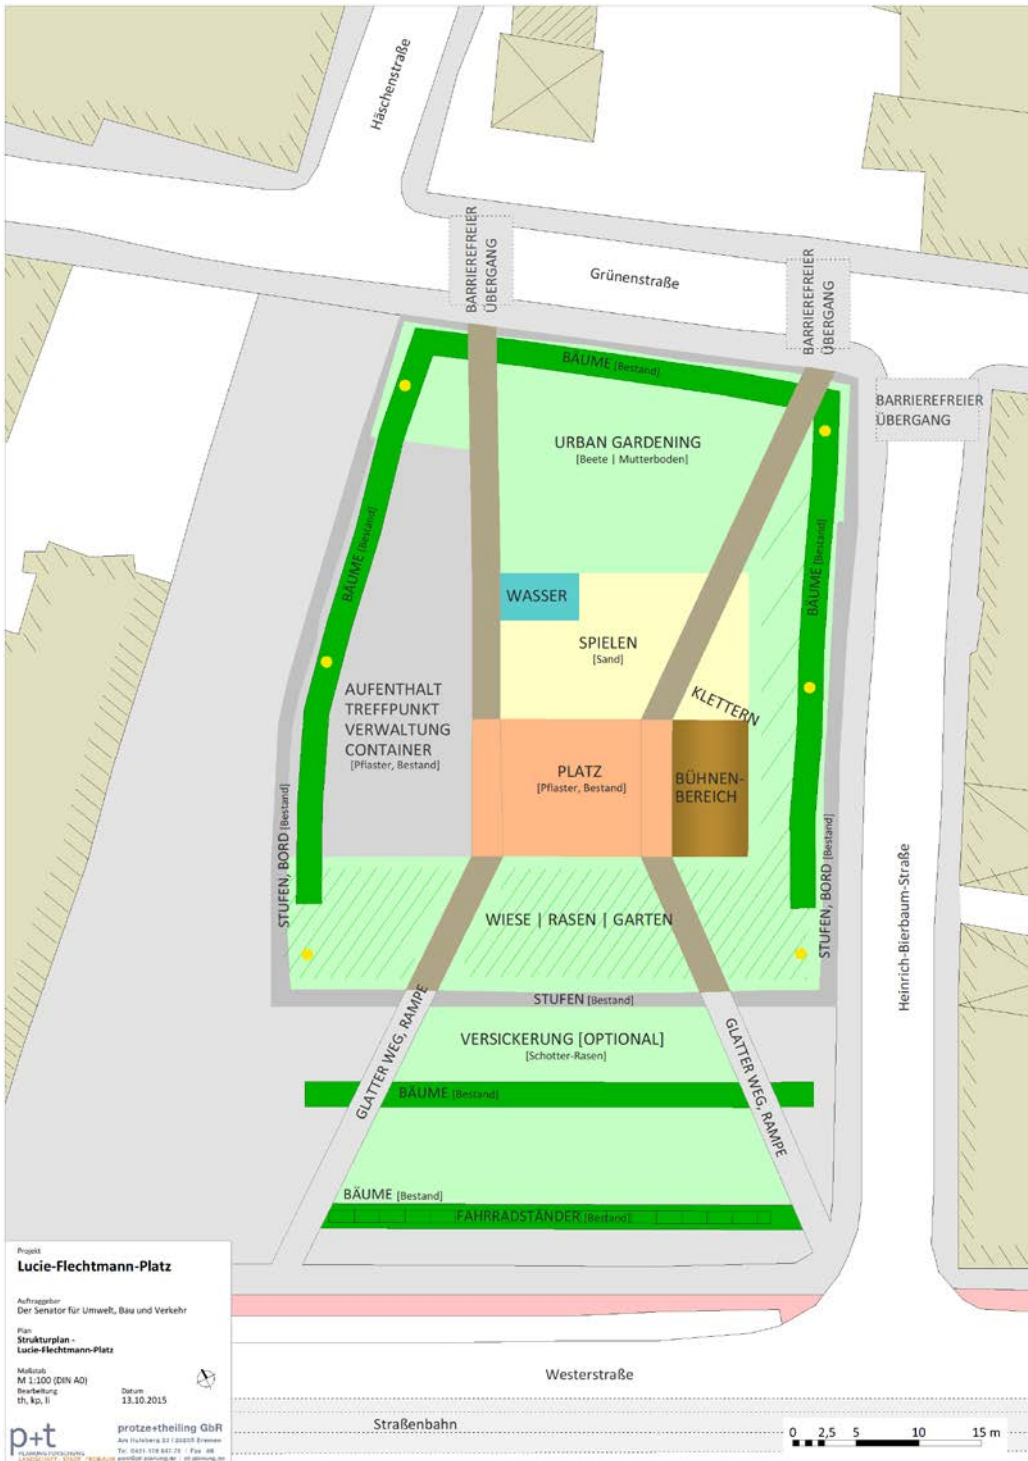 Häschenstraße
BARRIEREFREIER
ÜBERGANG
Grünenstraße
BARRIEREFREIER
ÜBERGANG
BARRIEREFREIER
ÜBERGANG
BÄUME [Bestand]
URBAN GARDENING
[Beete | Mutterboden]
BÄUME [Bestand]
BÄUME [Bestand]
WASSER
SPIELEN
[Sand]
KLETTERN
AUFENTHALT
TREFFPUNKT
VERWALTUNG
CONTAINER
[Pflaster, Bestand]
PLATZ
[Pflaster, Bestand]
BÜHNEN-
BEREICH
STUFEN, BORD [Bestand]
STUFEN, BORD [Bestand]
Heinrich-Bierbaum-Straße
WIESE | RASEN | GARTEN
STUFEN [Bestand]
GLATTER WEG, RAMPE
GLATTER WEG, RAMPE
VERSICKERUNG [OPTIONAL]
[Schotter-Rasen]
BÄUME [Bestand]
BÄUME [Bestand]
FAHRRADSTÄNDER [Bestand]
Projekt
Lucie-Flechtmann-Platz
Auftraggeber
Der Senator für Umwelt, Bau und Verkehr
Plan
Strukturplan -
Lucie-Flechtmann-Platz
Maßstab
M 1:100 (DIN A0)
Bearbeitung
th, kp, li
Datum
13.10.2015
p+t
protze+theiling GbR
Westerstraße
Straßenbahn
0 2,5 5 10 15 m